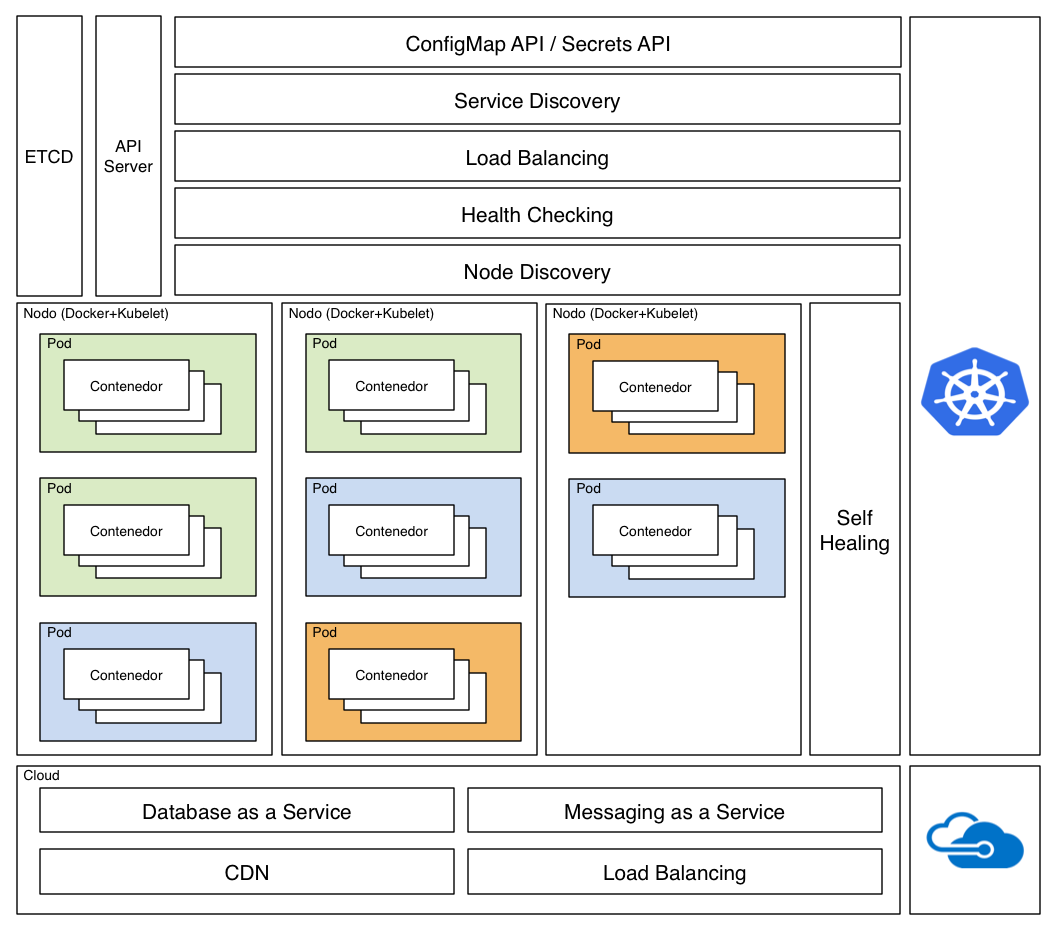 ETCD
API
Server
ConfigMap API / Secrets API
Service Discovery
Load Balancing
Health Checking
Node Discovery
Nodo (Docker+Kubelet)
Pod
Contenedor
Pod
Contenedor
Pod
Contenedor
Nodo (Docker+Kubelet)
Pod
Contenedor
Pod
Contenedor
Pod
Contenedor
Nodo (Docker+Kubelet)
Pod
Contenedor
Pod
Contenedor
Self
Healing
Cloud
Database as a Service
Messaging as a Service
CDN
Load Balancing